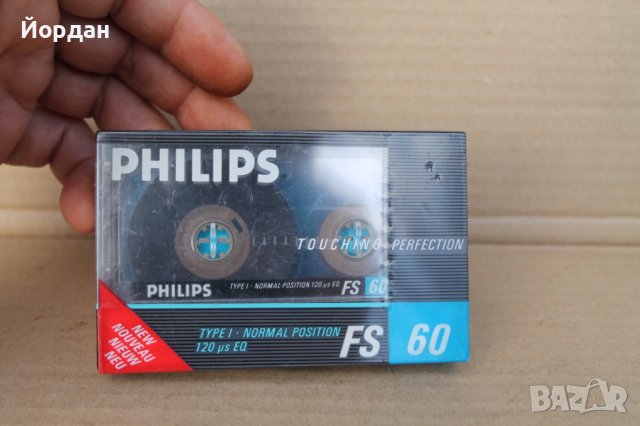 Йордан
PHILIPS
TOUCHING PERFECTION
TYPE I · NORMAL POSITION 120 µs EQ
PHILIPS FS 60
NEW
NOUVEAU
NIEUW
NEU
TYPE I · NORMAL POSITION
120 µs EQ
FS 60
BAZAR